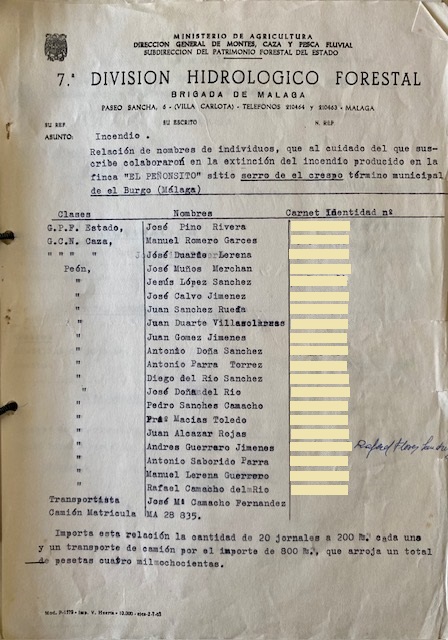 MINISTERIO DE AGRICULTURA
DIRECCION GENERAL DE MONTES, CAZA Y PESCA FLUVIAL
SUBDIRECCION DEL PATRIMONIO FORESTAL DEL ESTADO
7.ª DIVISION HIDROLOGICO FORESTAL
BRIGADA DE MALAGA
PASEO SANCHA, 6 - (VILLA CARLOTA) - TELEFONOS 210464 y 210463 - MALAGA
SU REF. SU ESCRITO N. REF.
ASUNTO: Incendio .
Relación de nombres de individuos, que al cuidado del que sus-
cribe colaboraron en la extinción del incendio producido en la
finca "EL PEÑONSITO" sitio serro de el crespo término municipal
de el Burgo (Málaga)
Clases Nombres Carnet Identidad nº
G.P.F. Estado, José Pino Rivera
G.C.N. Caza, Manuel Romero Garces
" " " " José Duarte Lerena
Peón, José Muños Merchan
" Jesús López Sanchez
" José Calvo Jimenez
" Juan Sanchez Rueda
" Juan Duarte Villasclaras
" Juan Gomez Jimenes
" Antonio Doña Sanchez
" Antonio Parra Torrez
" Diego del Rio Sanchez
" José Doña del Rio
" Pedro Sanches Camacho
" Frª Macias Toledo
" Juan Alcazar Rojas
" Andres Guerrero Jimenes Rafael Flores
" Antonio Saborido Parra
" Manuel Lerena Guerrero
" Rafael Camacho del Rio
Transportista José Mª Camacho Fernandez
Camión Matricula MA 28 835.
Importa esta relación la cantidad de 20 jornales a 200 Pts. cada uno
y un transporte de camión por el importe de 800 Pts., que arroja un total
de pesetas cuatro milmochocientas.